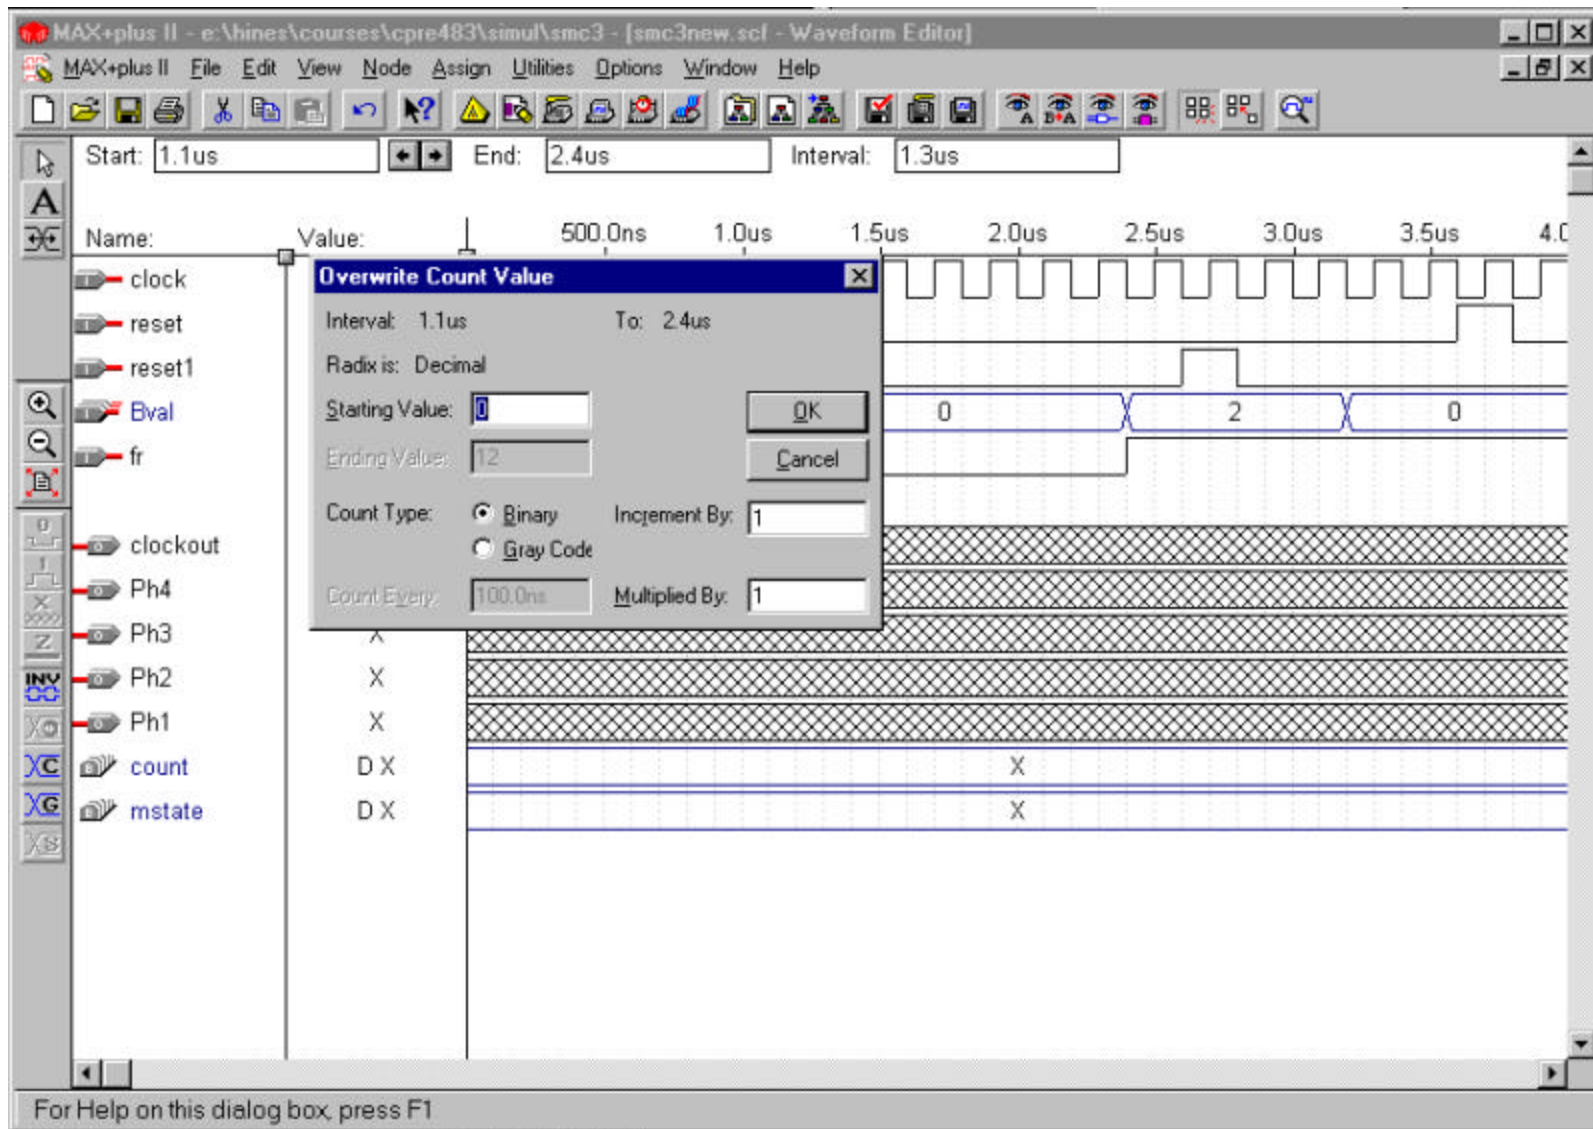 MAX+plus II - e:\hines\courses\cpre483\simul\smc3 - [smc3new.scf - Waveform Editor]
MAX+plus II File Edit View Node Assign Utilities Options Window Help
Start: 1.1us End: 2.4us Interval: 1.3us
Name: Value: 500.0ns 1.0us 1.5us 2.0us 2.5us 3.0us 3.5us 4.0
clock
reset
reset1
Bval 0 2 0
fr
clockout
Ph4
Ph3 X
Ph2 X
Ph1 X
count D X X
mstate D X X
Overwrite Count Value
Interval: 1.1us To: 2.4us
Radix is: Decimal
Starting Value: 0 OK
Ending Value: 12 Cancel
Count Type: Binary Increment By: 1
Gray Code
Count Every: 100.0ns Multiplied By: 1
For Help on this dialog box, press F1